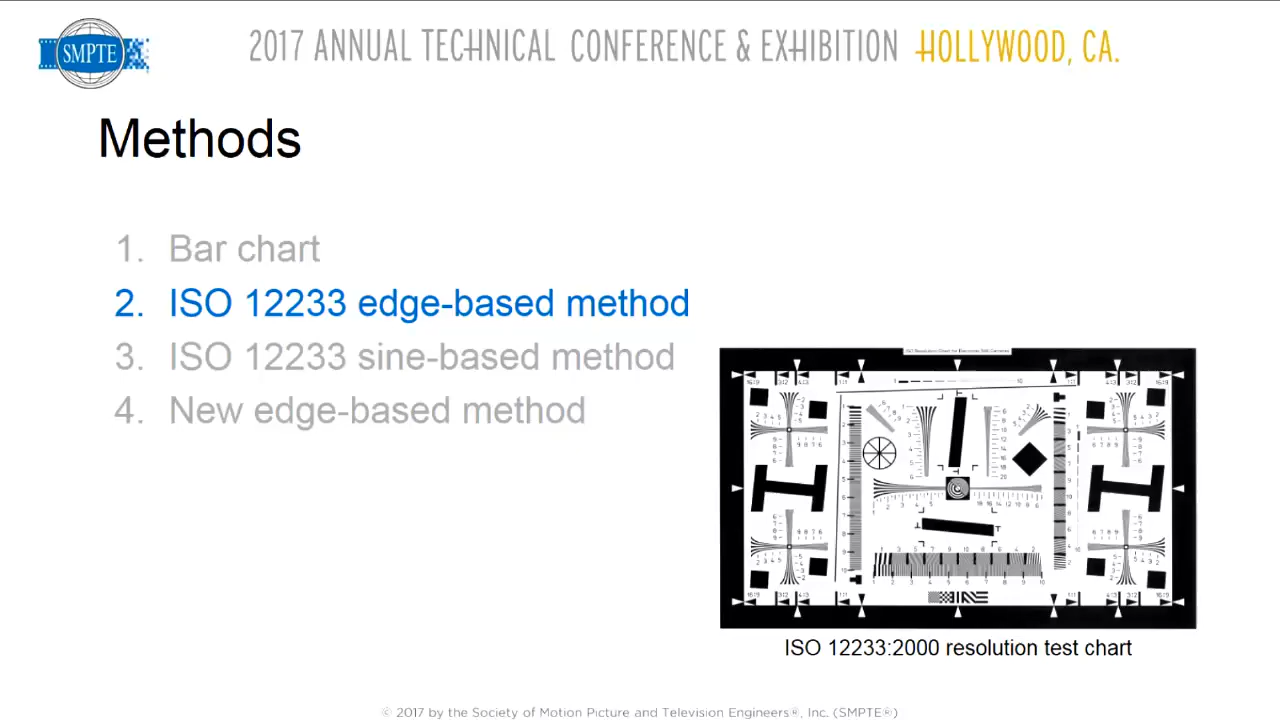 SMPTE
2017 ANNUAL TECHNICAL CONFERENCE & EXHIBITION HOLLYWOOD, CA.
Methods
1. Bar chart
2. ISO 12233 edge-based method
3. ISO 12233 sine-based method
4. New edge-based method
ISO 12233:2000 resolution test chart
© 2017 by the Society of Motion Picture and Television Engineers®, Inc. (SMPTE®)